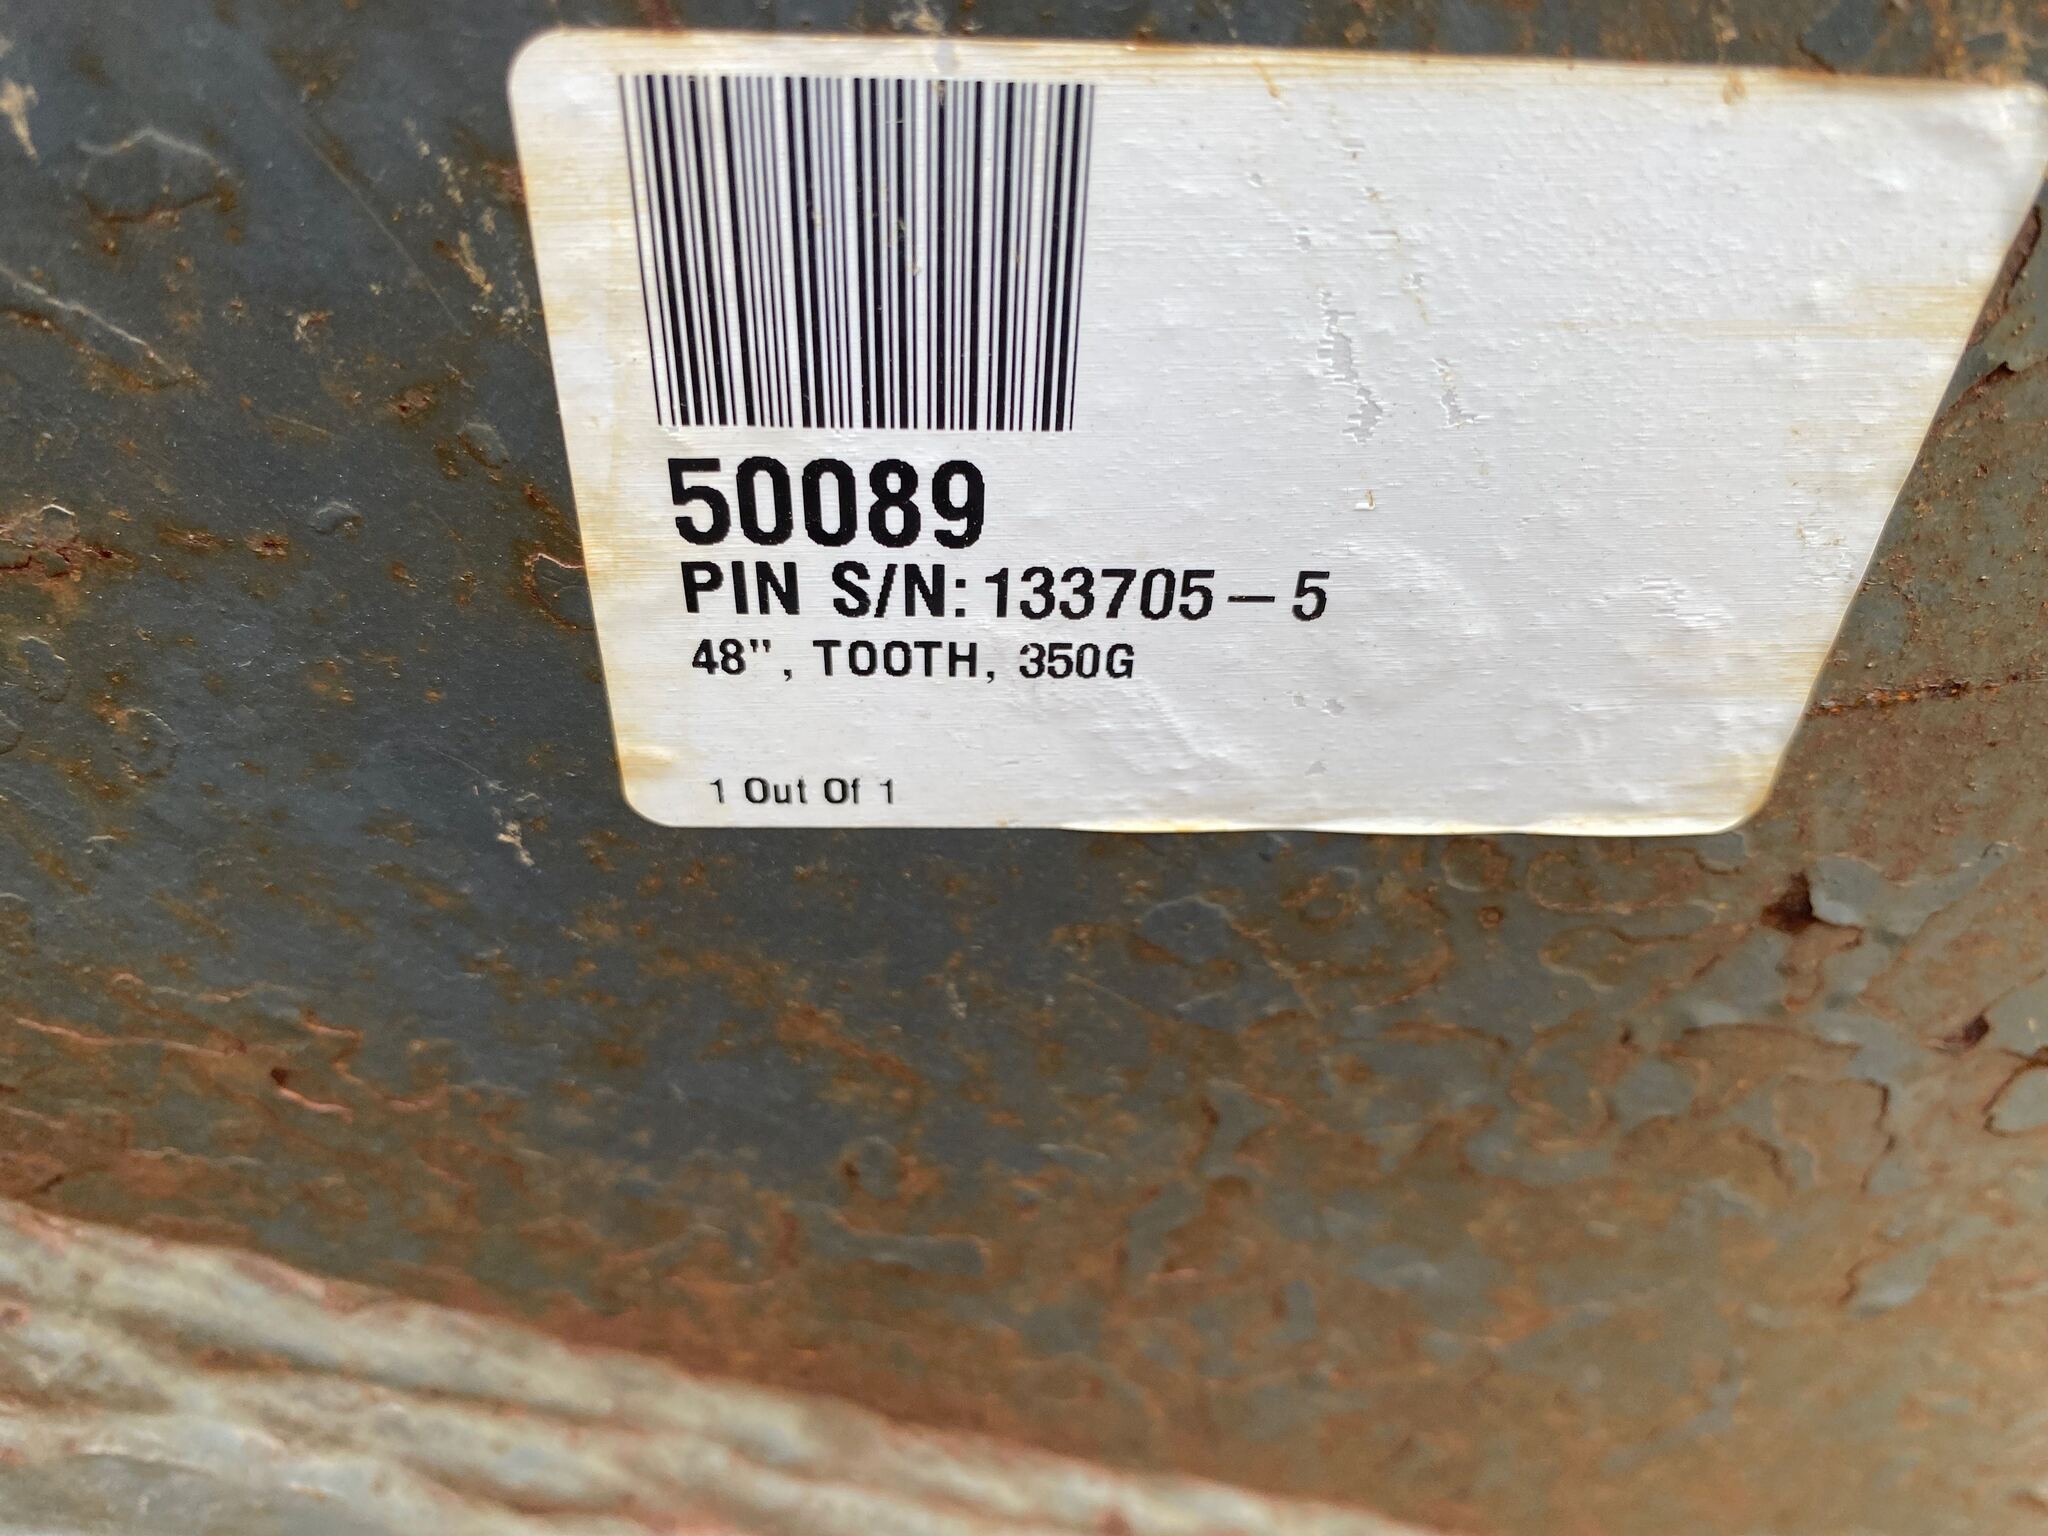 50089
PIN S/N: 133705-5
48", TOOTH, 350G
1 Out Of 1